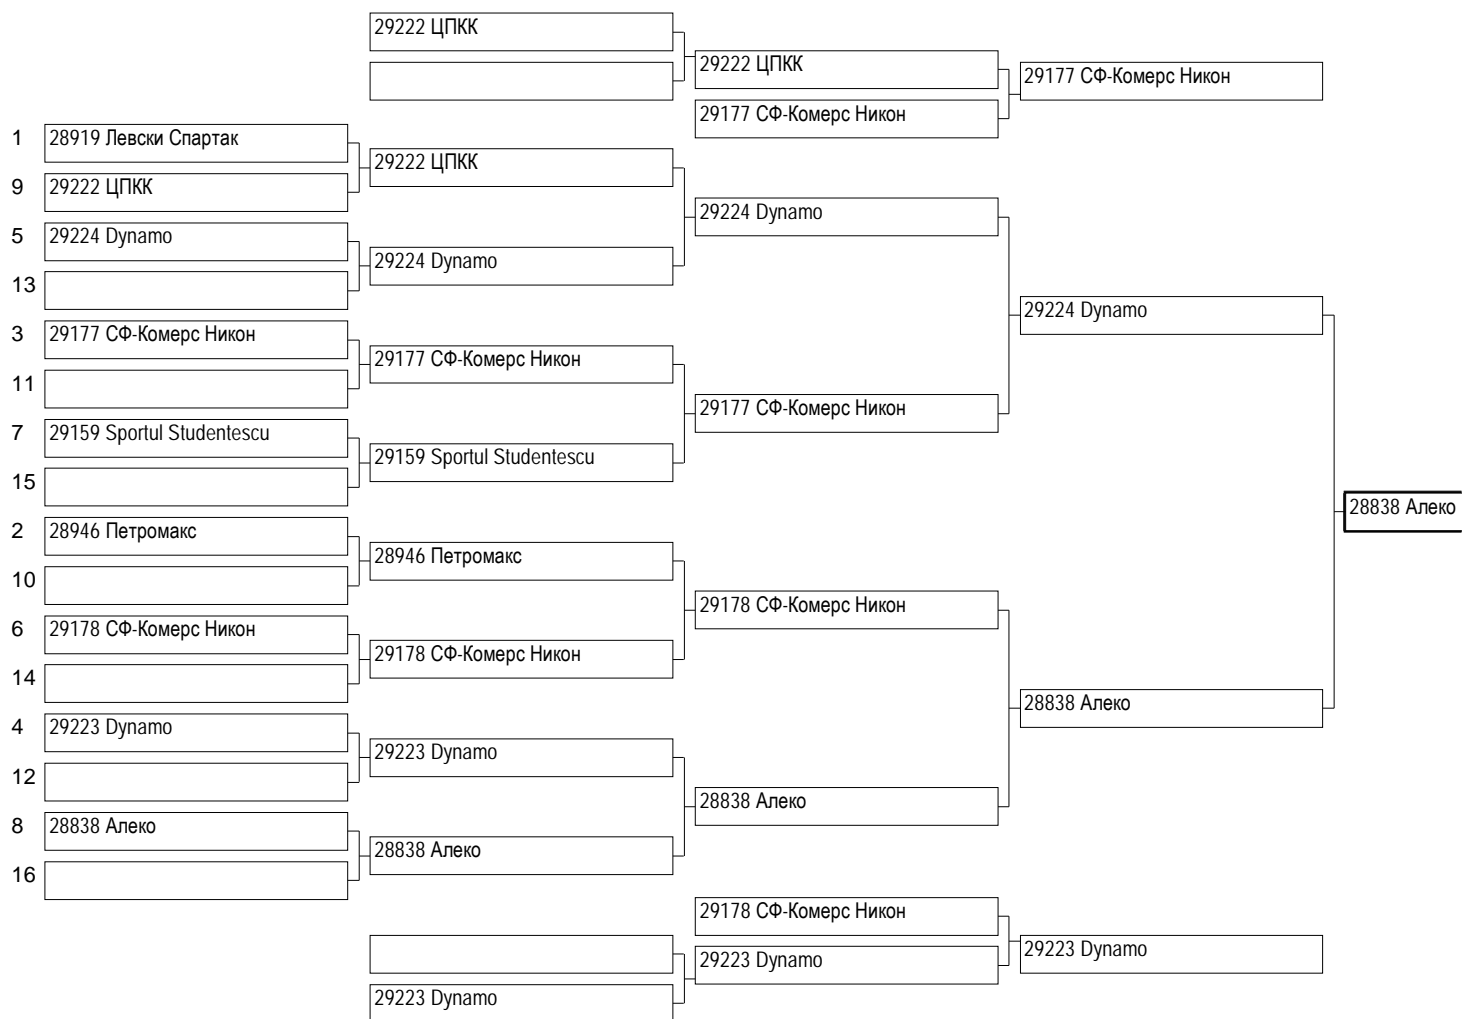 29222 ЦПКК
29222 ЦПКК
29177 СФ-Комерс Никон
29177 СФ-Комерс Никон
1 28919 Левски Спартак
29222 ЦПКК
9 29222 ЦПКК
29224 Dynamo
5 29224 Dynamo
29224 Dynamo
13
29224 Dynamo
3 29177 СФ-Комерс Никон
29177 СФ-Комерс Никон
11
29177 СФ-Комерс Никон
7 29159 Sportul Studentescu
29159 Sportul Studentescu
15
28838 Алеко
2 28946 Петромакс
28946 Петромакс
10
29178 СФ-Комерс Никон
6 29178 СФ-Комерс Никон
29178 СФ-Комерс Никон
14
28838 Алеко
4 29223 Dynamo
29223 Dynamo
12
28838 Алеко
8 28838 Алеко
28838 Алеко
16
29178 СФ-Комерс Никон
29223 Dynamo
29223 Dynamo
29223 Dynamo